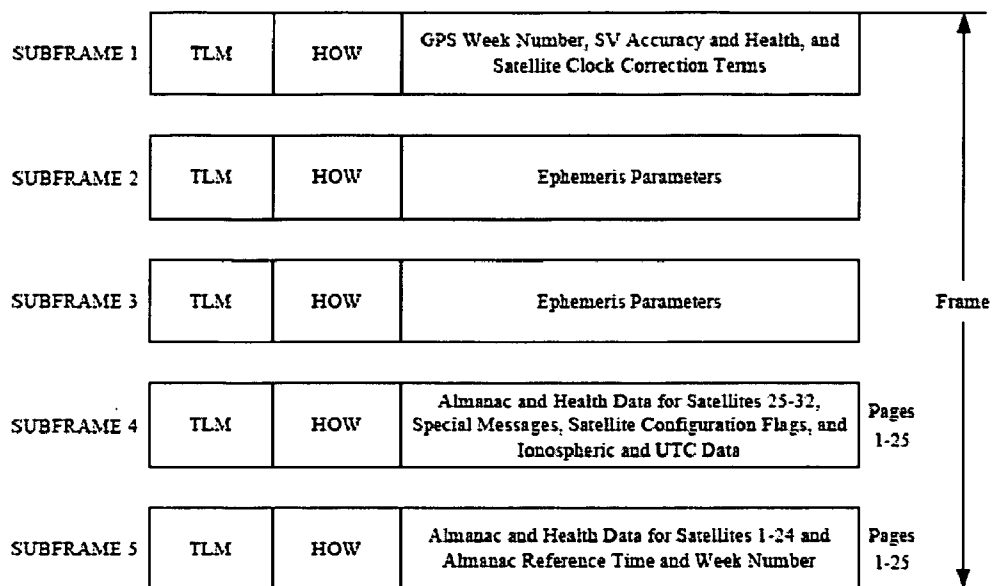 SUBFRAME 1
TLM
HOW
GPS Week Number, SV Accuracy and Health, and
Satellite Clock Correction Terms
SUBFRAME 2
TLM
HOW
Ephemeris Parameters
SUBFRAME 3
TLM
HOW
Ephemeris Parameters
Frame
SUBFRAME 4
TLM
HOW
Almanac and Health Data for Satellites 25-32,
Special Messages, Satellite Configuration Flags, and
Ionospheric and UTC Data
Pages
1-25
SUBFRAME 5
TLM
HOW
Almanac and Health Data for Satellites 1-24 and
Almanac Reference Time and Week Number
Pages
1-25